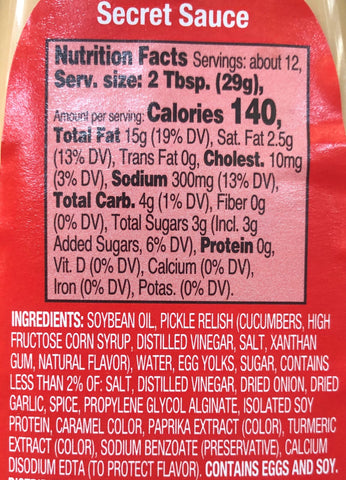 Secret Sauce
Nutrition Facts Servings: about 12,
Serv. size: 2 Tbsp. (29g),
Amount per serving: Calories 140,
Total Fat 15g (19% DV), Sat. Fat 2.5g
(13% DV), Trans Fat 0g, Cholest. 10mg
(3% DV), Sodium 300mg (13% DV),
Total Carb. 4g (1% DV), Fiber 0g
(0% DV), Total Sugars 3g (Incl. 3g
Added Sugars, 6% DV), Protein 0g,
Vit. D (0% DV), Calcium (0% DV),
Iron (0% DV), Potas. (0% DV).
INGREDIENTS: SOYBEAN OIL, PICKLE RELISH (CUCUMBERS, HIGH
FRUCTOSE CORN SYRUP, DISTILLED VINEGAR, SALT, XANTHAN
GUM, NATURAL FLAVOR), WATER, EGG YOLKS, SUGAR, CONTAINS
LESS THAN 2% OF: SALT, DISTILLED VINEGAR, DRIED ONION, DRIED
GARLIC, SPICE, PROPYLENE GLYCOL ALGINATE, ISOLATED SOY
PROTEIN, CARAMEL COLOR, PAPRIKA EXTRACT (COLOR), TURMERIC
EXTRACT (COLOR), SODIUM BENZOATE (PRESERVATIVE), CALCIUM
DISODIUM EDTA (TO PROTECT FLAVOR). CONTAINS EGGS AND SOY.